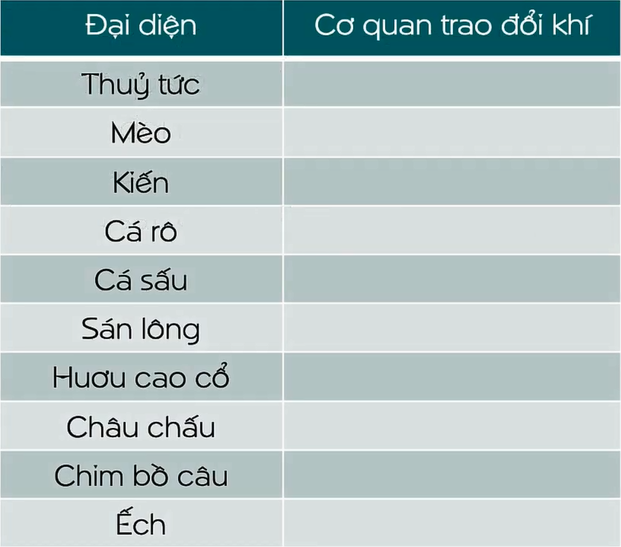 Đại diện Cơ quan trao đổi khí
Thuỷ tức
Mèo
Kiến
Cá rô
Cá sấu
Sán lông
Hươu cao cổ
Châu chấu
Chim bồ câu
Ếch